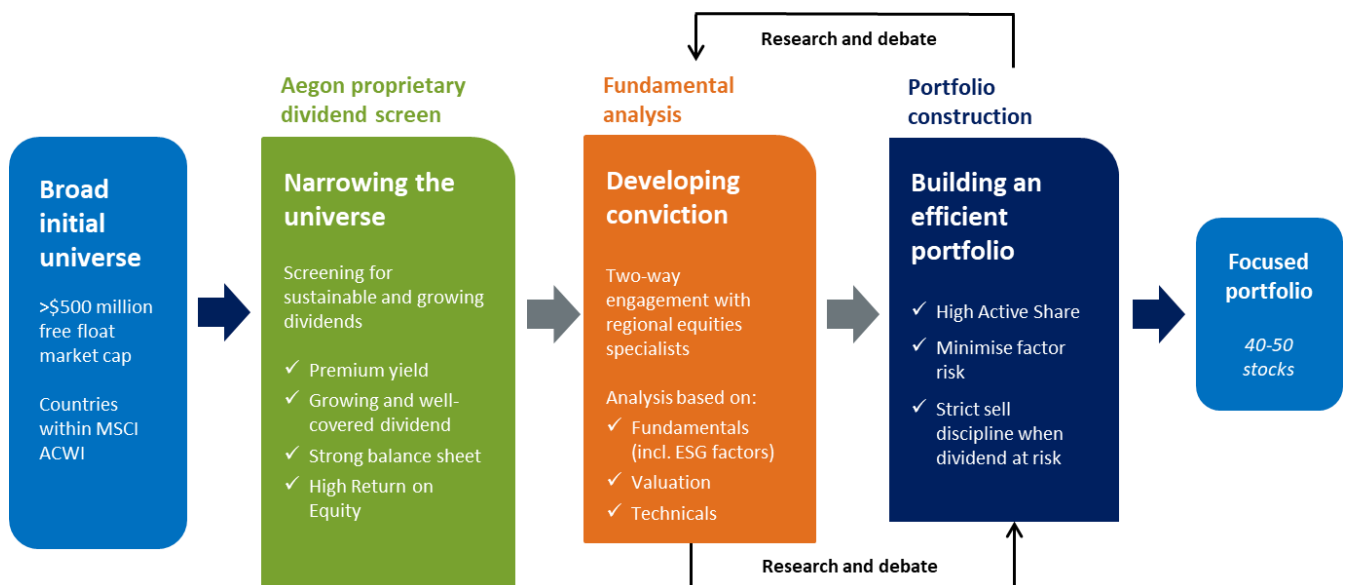 Research and debate
Aegon proprietary
dividend screen
Fundamental
analysis
Portfolio
construction
Broad
initial
universe
>$500 million
free float
market cap
Countries
within MSCI
ACWI
Narrowing the
universe
Screening for
sustainable and growing
dividends
✓ Premium yield
✓ Growing and well-
covered dividend
✓ Strong balance sheet
✓ High Return on
Equity
Developing
conviction
Two-way
engagement with
regional equities
specialists
Analysis based on:
✓ Fundamentals
(incl. ESG factors)
✓ Valuation
✓ Technicals
Building an
efficient
portfolio
✓ High Active Share
✓ Minimise factor
risk
✓ Strict sell
discipline when
dividend at risk
Focused
portfolio
40-50
stocks
Research and debate